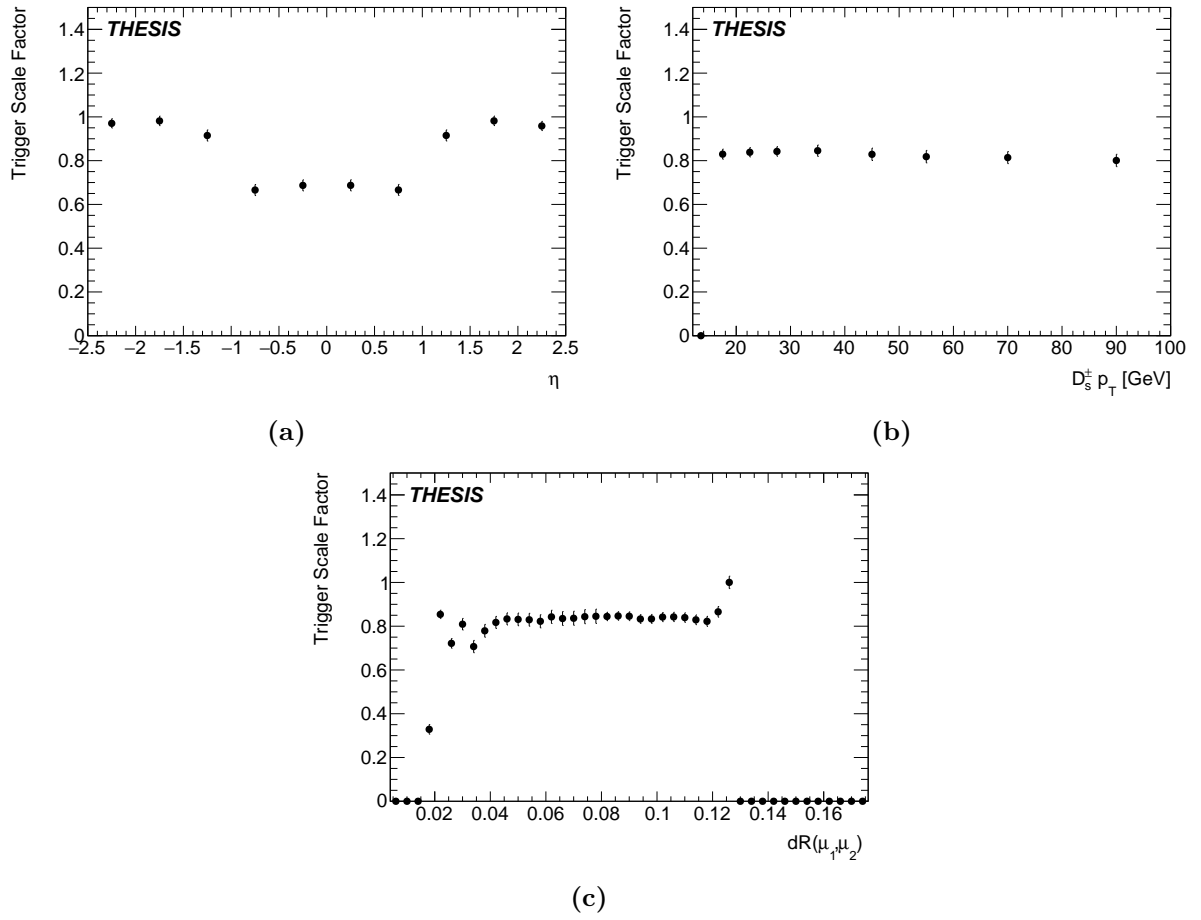 THESIS
Trigger Scale Factor
1.4
1.2
1
0.8
0.6
0.4
0.2
0
−2.5 −2 −1.5 −1 −0.5 0 0.5 1 1.5 2 2.5
η
(a)
THESIS
Trigger Scale Factor
1.4
1.2
1
0.8
0.6
0.4
0.2
0
20 30 40 50 60 70 80 90 100
D_s^± p_T [GeV]
(b)
THESIS
Trigger Scale Factor
1.4
1.2
1
0.8
0.6
0.4
0.2
0
0.02 0.04 0.06 0.08 0.1 0.12 0.14 0.16
dR(μ_1,μ_2)
(c)